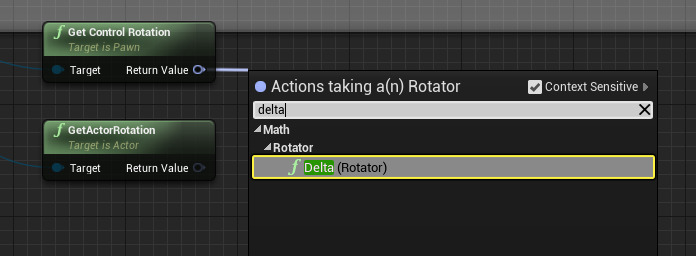 Get Control Rotation
Target is Pawn
Target Return Value
GetActorRotation
Target is Actor
Target Return Value
Actions taking a(n) Rotator
Context Sensitive
delta
Math
Rotator
Delta (Rotator)